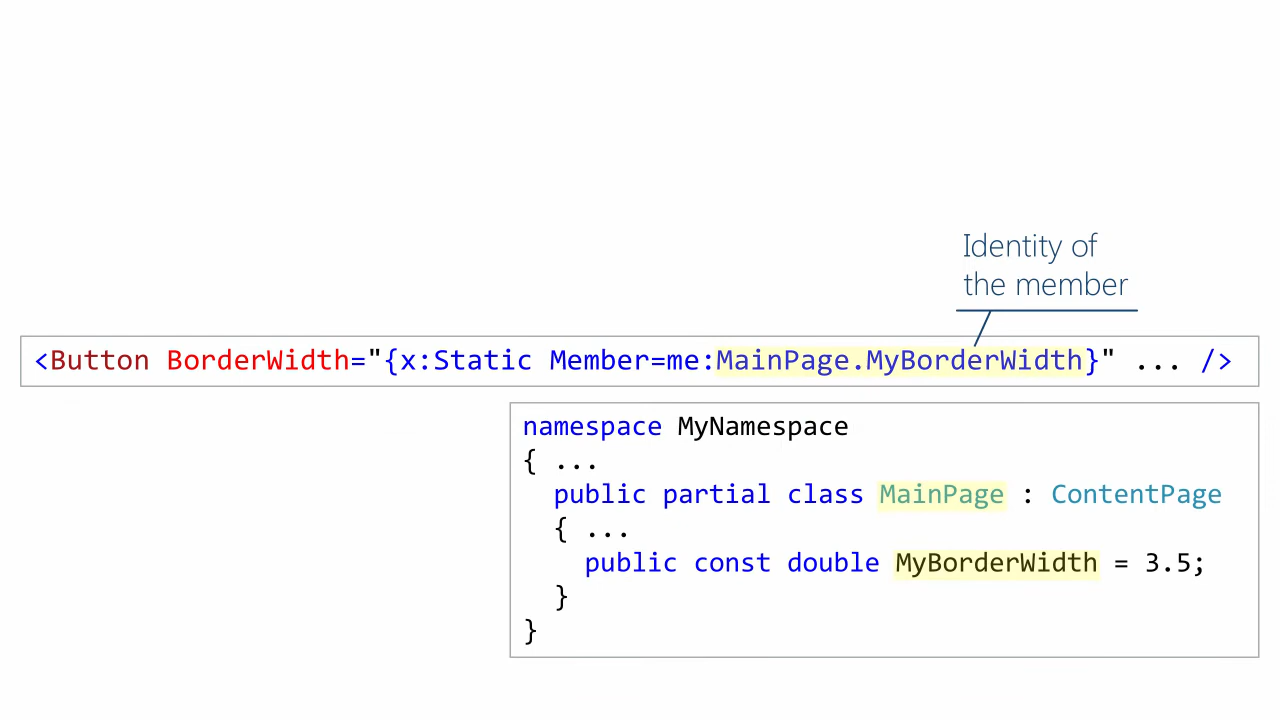 Identity of
the member
<Button BorderWidth="{x:Static Member=me:MainPage.MyBorderWidth}" ... />
namespace MyNamespace
{ ...
  public partial class MainPage : ContentPage
  { ...
    public const double MyBorderWidth = 3.5;
  }
}